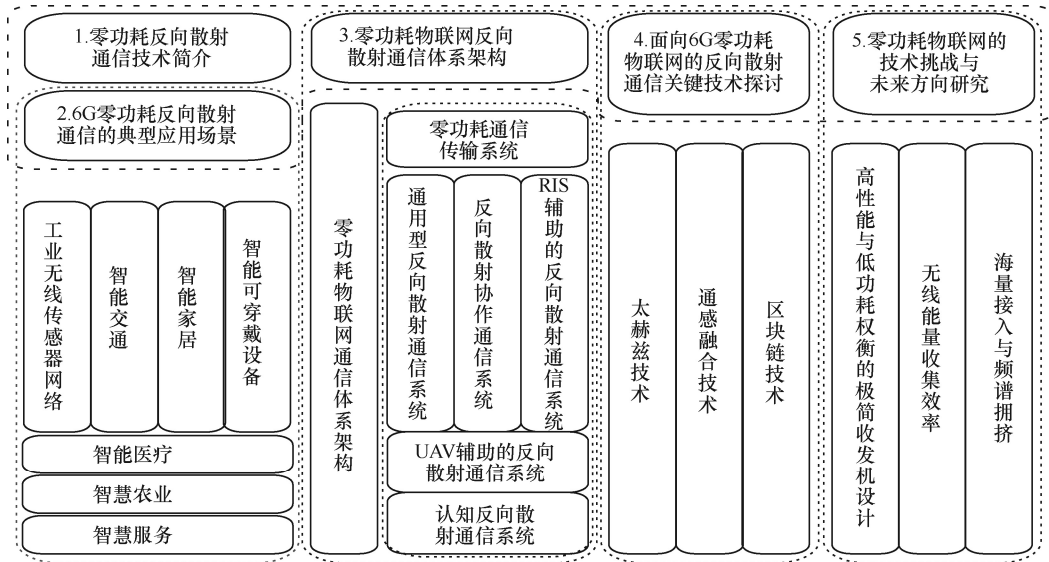 1.零功耗反向散射
通信技术简介
2.6G零功耗反向散射
通信的典型应用场景
工业无线传感器网络
智能交通
智能家居
智能可穿戴设备
智能医疗
智慧农业
智慧服务
3.零功耗物联网反向
散射通信体系架构
零功耗物联网通信体系架构
零功耗通信
传输系统
通用型反向散射通信系统
反向散射协作通信系统
RIS辅助的反向散射通信系统
UAV辅助的反向
散射通信系统
认知反向散
射通信系统
4.面向6G零功耗
物联网的反向散射
通信关键技术探讨
太赫兹技术
通感融合技术
区块链技术
5.零功耗物联网的
技术挑战与
未来方向研究
高性能与低功耗权衡的极简收发机设计
无线能量收集效率
海量接入与频谱拥挤